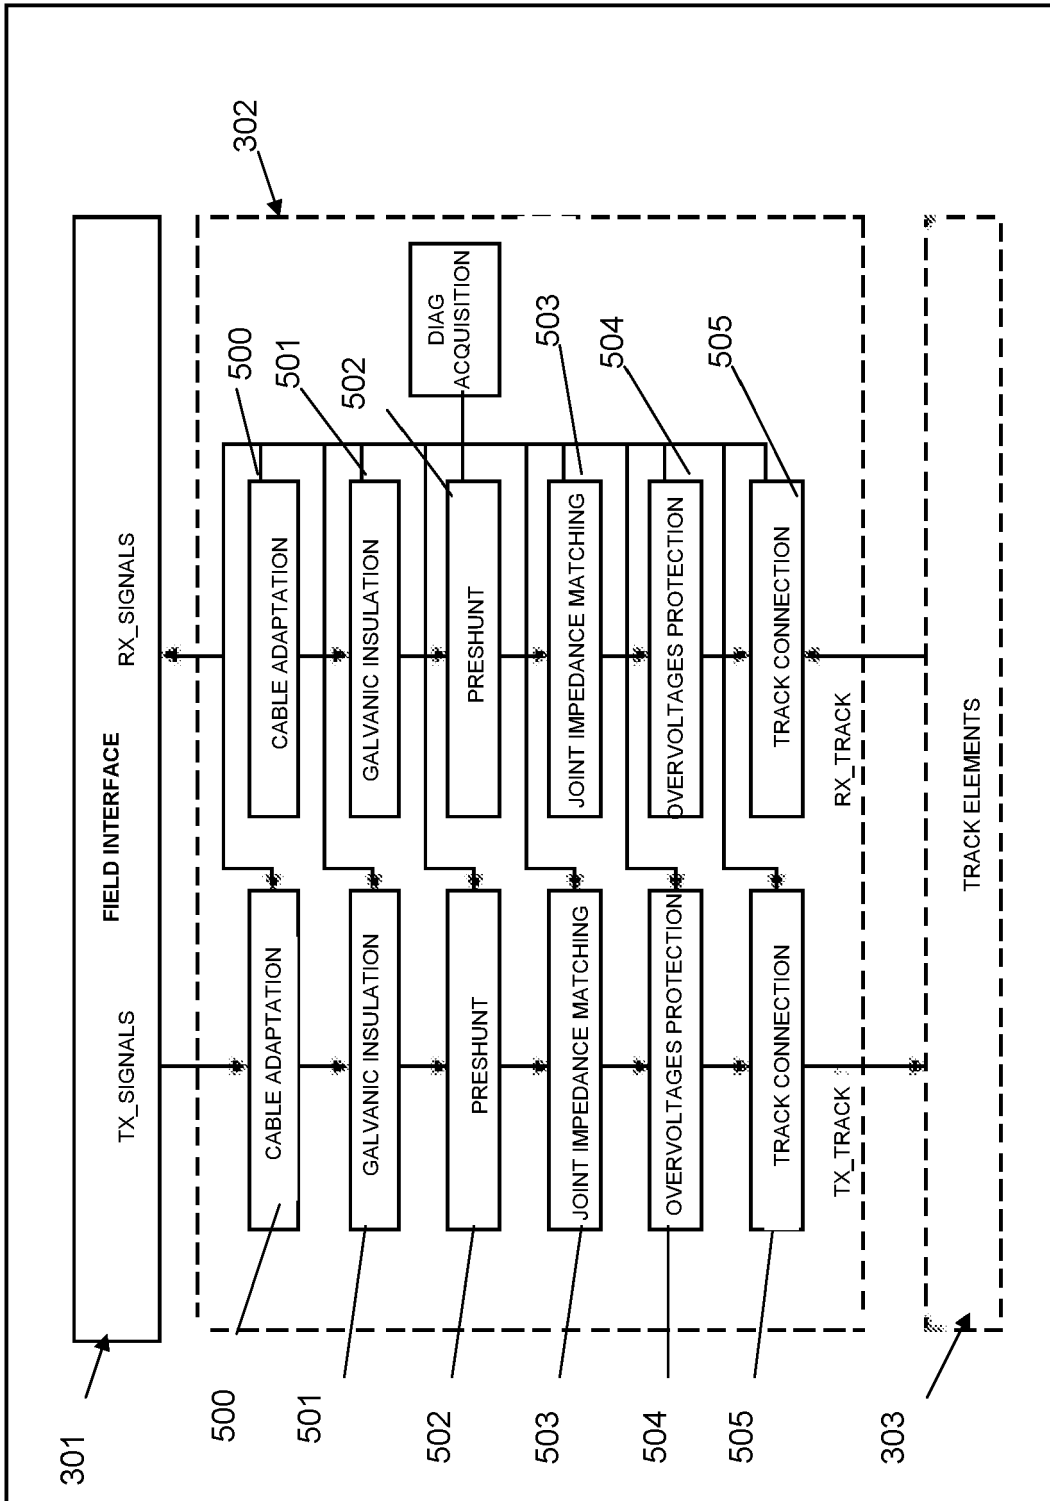 301
FIELD INTERFACE
TX_SIGNALS
RX_SIGNALS
302
500
CABLE ADAPTATION
CABLE ADAPTATION
500
501
GALVANIC INSULATION
GALVANIC INSULATION
501
502
PRESHUNT
PRESHUNT
502
DIAG
ACQUISITION
503
JOINT IMPEDANCE MATCHING
JOINT IMPEDANCE MATCHING
503
504
OVERVOLTAGES PROTECTION
OVERVOLTAGES PROTECTION
504
505
TRACK CONNECTION
TRACK CONNECTION
505
TX_TRACK
RX_TRACK
303
TRACK ELEMENTS